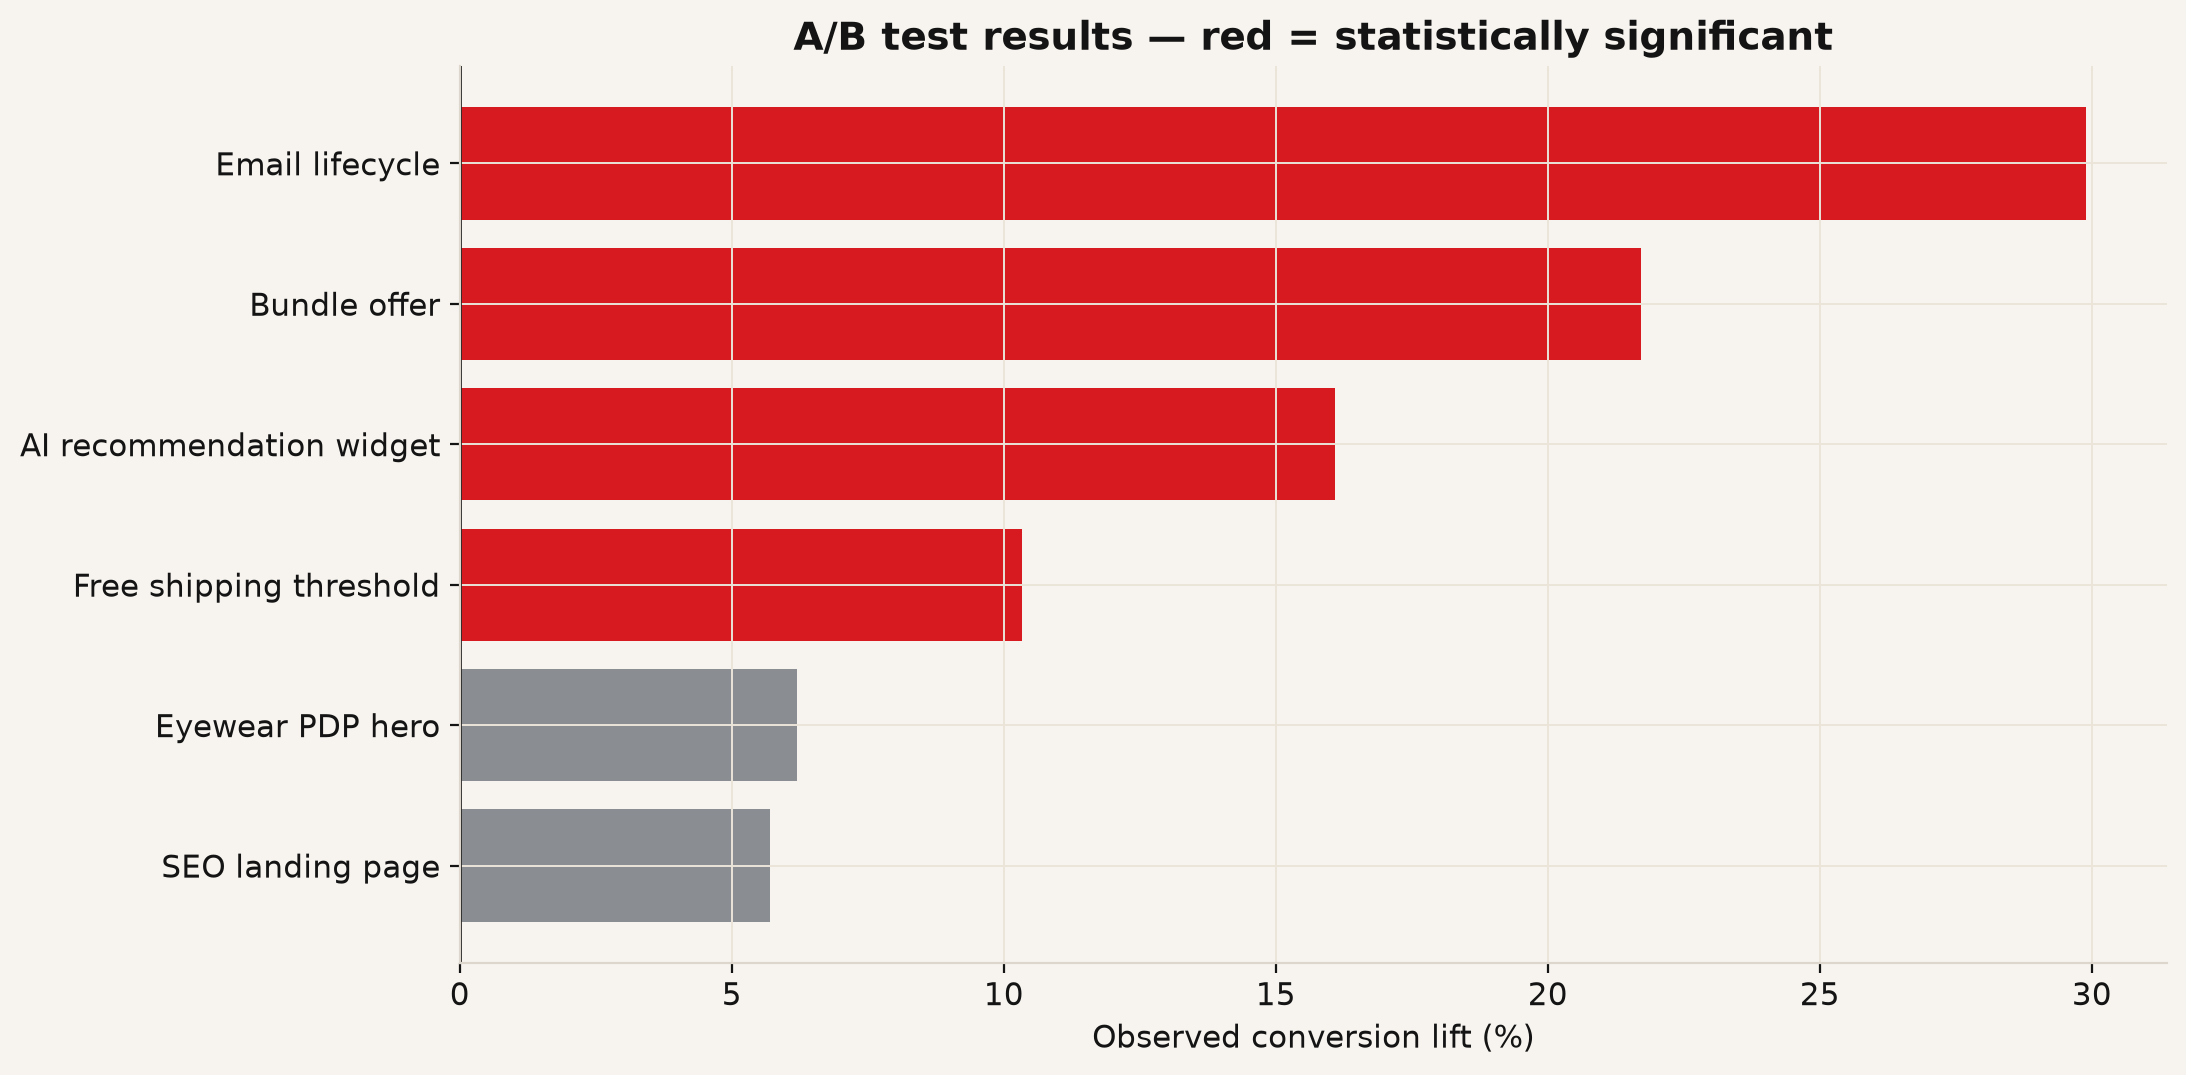 A/B test results — red = statistically significant
Email lifecycle
Bundle offer
AI recommendation widget
Free shipping threshold
Eyewear PDP hero
SEO landing page
0 5 10 15 20 25 30
Observed conversion lift (%)